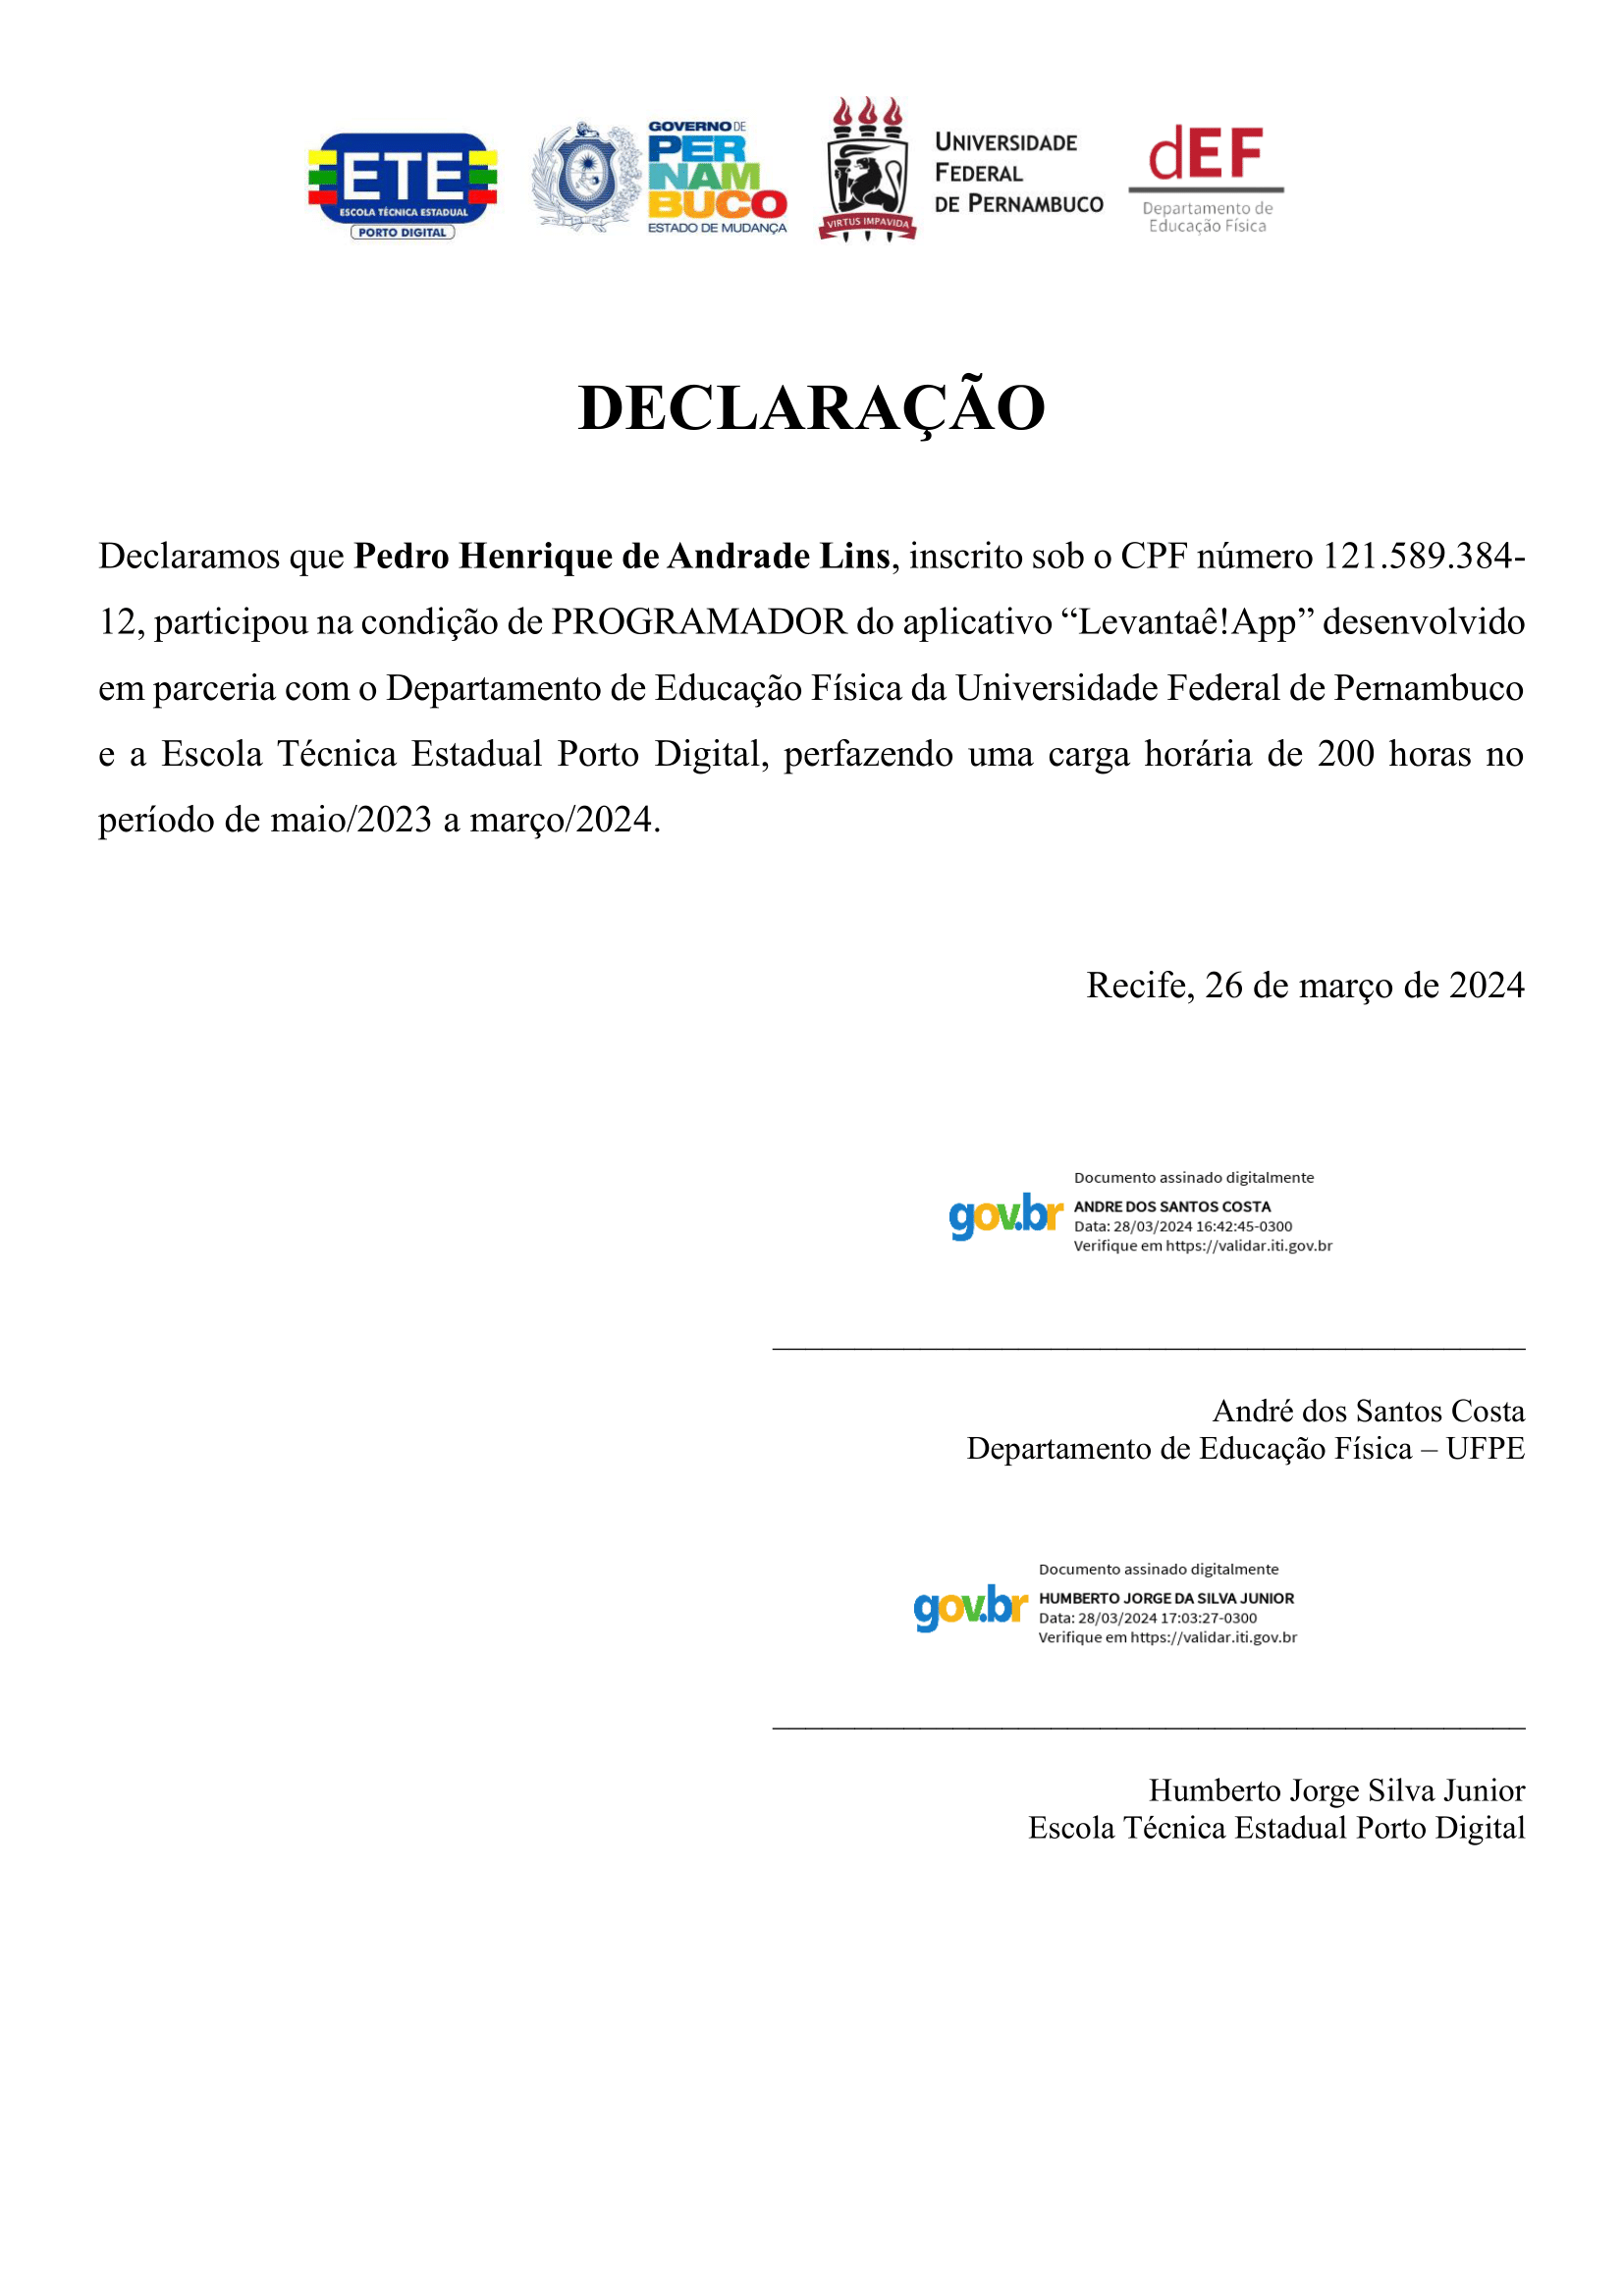 ETE
ESCOLA TÉCNICA ESTADUAL
PORTO DIGITAL
GOVERNO DE
PER
NAM
BUCO
ESTADO DE MUDANÇA
VIRTUS IMPAVIDA
UNIVERSIDADE
FEDERAL
DE PERNAMBUCO
dEF
Departamento de
Educação Física
DECLARAÇÃO
Declaramos que Pedro Henrique de Andrade Lins, inscrito sob o CPF número 121.589.384-
12, participou na condição de PROGRAMADOR do aplicativo “Levantaê!App” desenvolvido
em parceria com o Departamento de Educação Física da Universidade Federal de Pernambuco
e a Escola Técnica Estadual Porto Digital, perfazendo uma carga horária de 200 horas no
período de maio/2023 a março/2024.
Recife, 26 de março de 2024
gov.br
Documento assinado digitalmente
ANDRE DOS SANTOS COSTA
Data: 28/03/2024 16:42:45-0300
Verifique em https://validar.iti.gov.br
André dos Santos Costa
Departamento de Educação Física – UFPE
gov.br
Documento assinado digitalmente
HUMBERTO JORGE DA SILVA JUNIOR
Data: 28/03/2024 17:03:27-0300
Verifique em https://validar.iti.gov.br
Humberto Jorge Silva Junior
Escola Técnica Estadual Porto Digital